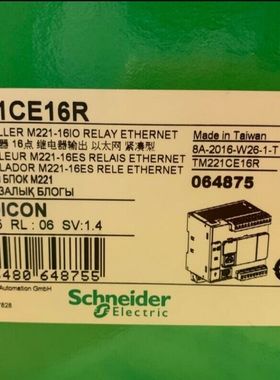 1CE16R
LLER M221-16IO RELAY ETHERNET
器 16点 继电器输出 以太网 紧凑型
LEUR M221-16ES RELAIS ETHERNET
LADOR M221-16ES RELE ETHERNET
БЛОК M221
ЗАЛЫҚ БЛОГЫ
Made in Taiwan
8A-2016-W26-1-T
TM221CE16R
064875
ICON
RL : 06 SV:1.4
480 648755
Automation GmbH
7828
Schneider
Electric